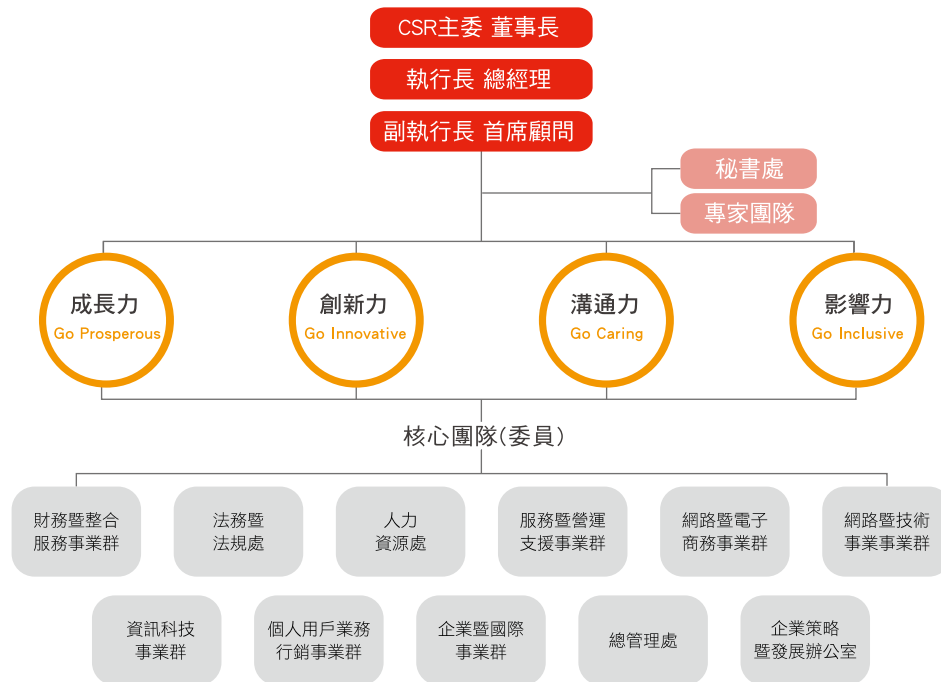 CSR主委 董事長
執行長 總經理
副執行長 首席顧問
秘書處
專家團隊
成長力
Go Prosperous
創新力
Go Innovative
溝通力
Go Caring
影響力
Go Inclusive
核心團隊(委員)
財務暨整合
服務事業群
法務暨
法規處
人力
資源處
服務暨營運
支援事業群
網路暨電子
商務事業群
網路暨技術
事業事業群
資訊科技
事業群
個人用戶業務
行銷事業群
企業暨國際
事業群
總管理處
企業策略
暨發展辦公室